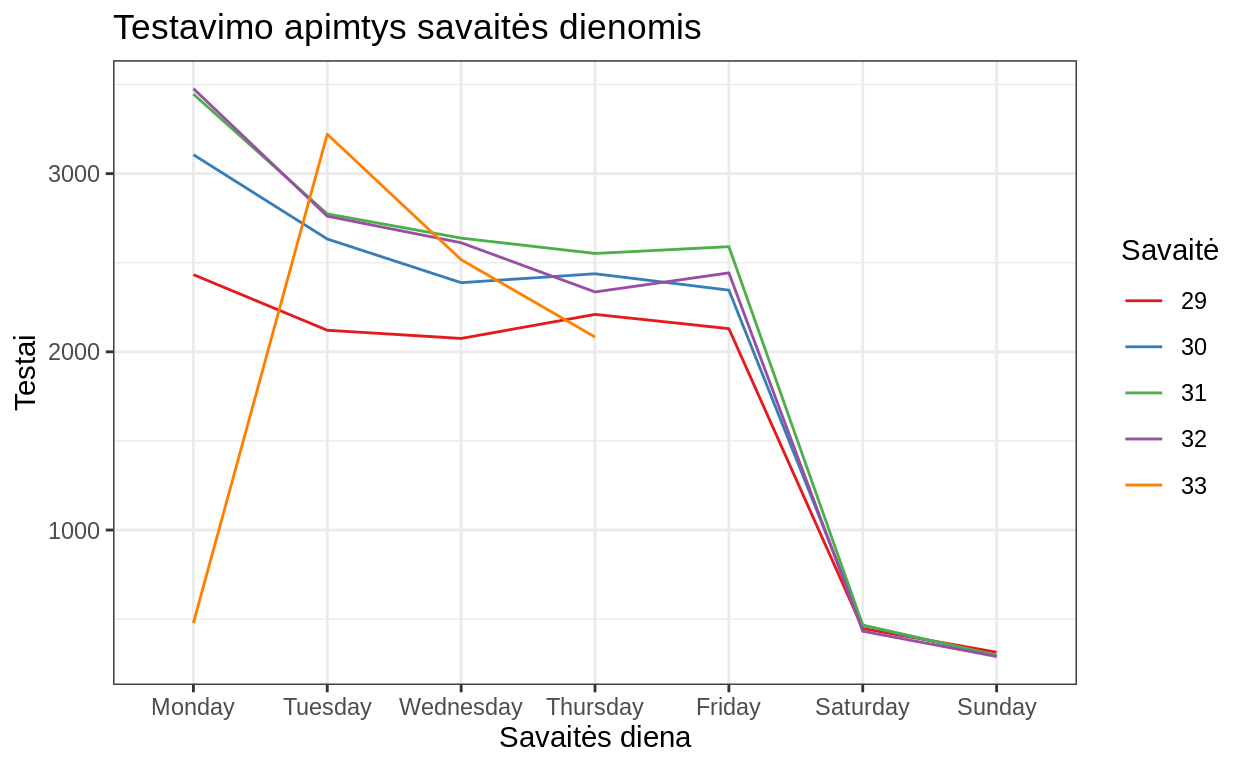 Testavimo apimtys savaitės dienomis
Testai
3000
2000
1000
Monday Tuesday Wednesday Thursday Friday Saturday Sunday
Savaitės diena
Savaitė
29
30
31
32
33